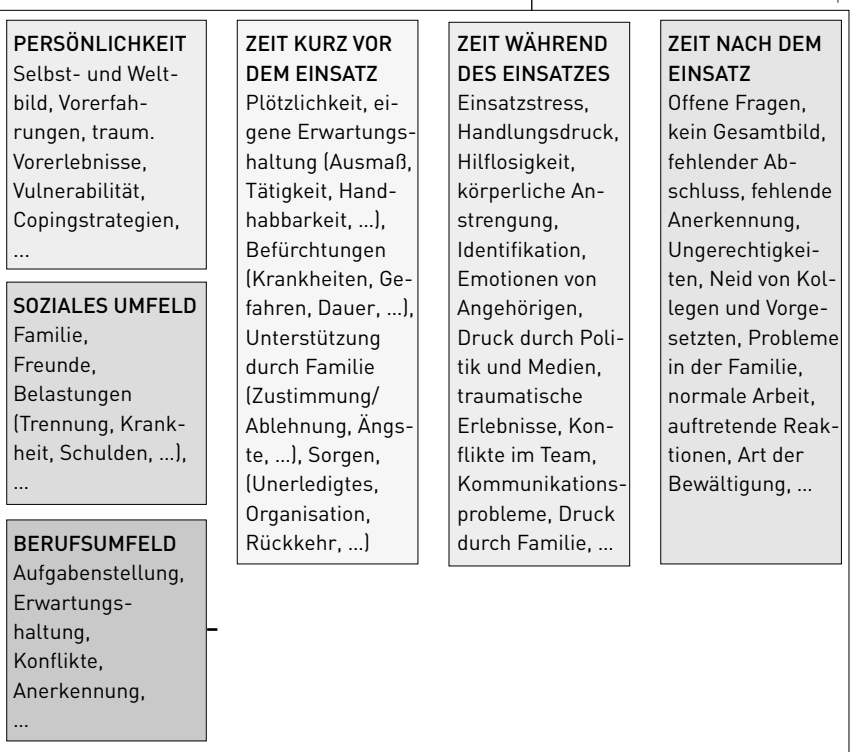 PERSÖNLICHKEIT
Selbst- und Welt-
bild, Vorerfah-
rungen, traum.
Vorerlebnisse,
Vulnerabilität,
Copingstrategien,
...
SOZIALES UMFELD
Familie,
Freunde,
Belastungen
(Trennung, Krank-
heit, Schulden, ...),
...
BERUFSUMFELD
Aufgabenstellung,
Erwartungs-
haltung,
Konflikte,
Anerkennung,
...
ZEIT KURZ VOR
DEM EINSATZ
Plötzlichkeit, ei-
gene Erwartungs-
haltung (Ausmaß,
Tätigkeit, Hand-
habbarkeit, ...),
Befürchtungen
(Krankheiten, Ge-
fahren, Dauer, ...),
Unterstützung
durch Familie
(Zustimmung/
Ablehnung, Ängs-
te, ...), Sorgen,
(Unerledigtes,
Organisation,
Rückkehr, ...)
ZEIT WÄHREND
DES EINSATZES
Einsatzstress,
Handlungsdruck,
Hilflosigkeit,
körperliche An-
strengung,
Identifikation,
Emotionen von
Angehörigen,
Druck durch Poli-
tik und Medien,
traumatische
Erlebnisse, Kon-
flikte im Team,
Kommunikations-
probleme, Druck
durch Familie, ...
ZEIT NACH DEM
EINSATZ
Offene Fragen,
kein Gesamtbild,
fehlender Ab-
schluss, fehlende
Anerkennung,
Ungerechtigkei-
ten, Neid von Kol-
legen und Vorge-
setzten, Probleme
in der Familie,
normale Arbeit,
auftretende Reak-
tionen, Art der
Bewältigung, ...